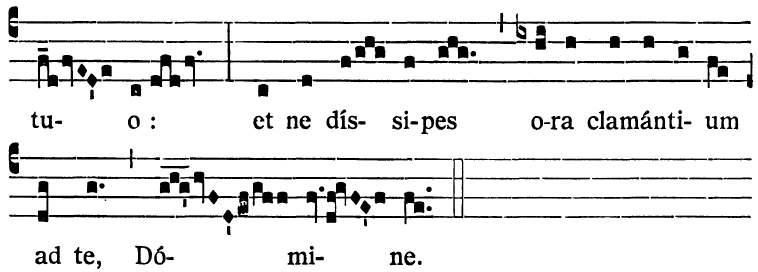 tu- o : et ne dís- si-pes o-ra clamánti- um
ad te, Dó- mi- ne.